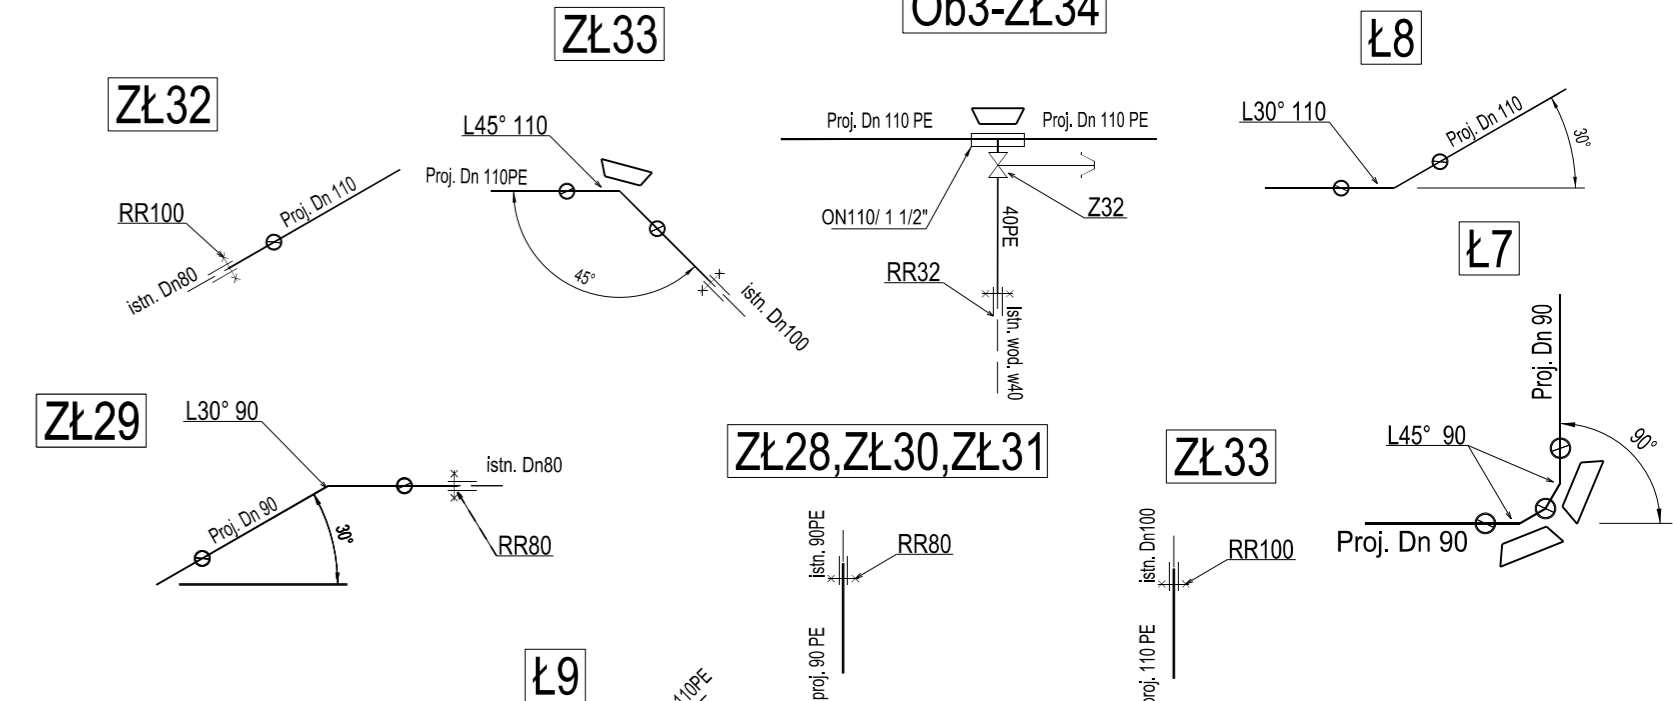 Ob3-ZŁ34
ZŁ33
Ł8
ZŁ32
L45° 110
Proj. Dn 110PE
45°
istn. Dn100
Proj. Dn 110 PE
Proj. Dn 110 PE
ON110/ 1 1/2"
Z32
40PE
RR32
Istn. wod. w40
L30° 110
Proj. Dn 110
30°
RR100
Proj. Dn 110
istn. Dn80
Ł7
Proj. Dn 90
L45° 90
90°
Proj. Dn 90
ZŁ29
L30° 90
istn. Dn80
Proj. Dn 90
30°
RR80
ZŁ28,ZŁ30,ZŁ31
istn. 90PE
RR80
proj. 90 PE
ZŁ33
istn. Dn100
RR100
proj. 110 PE
Ł9
110PE